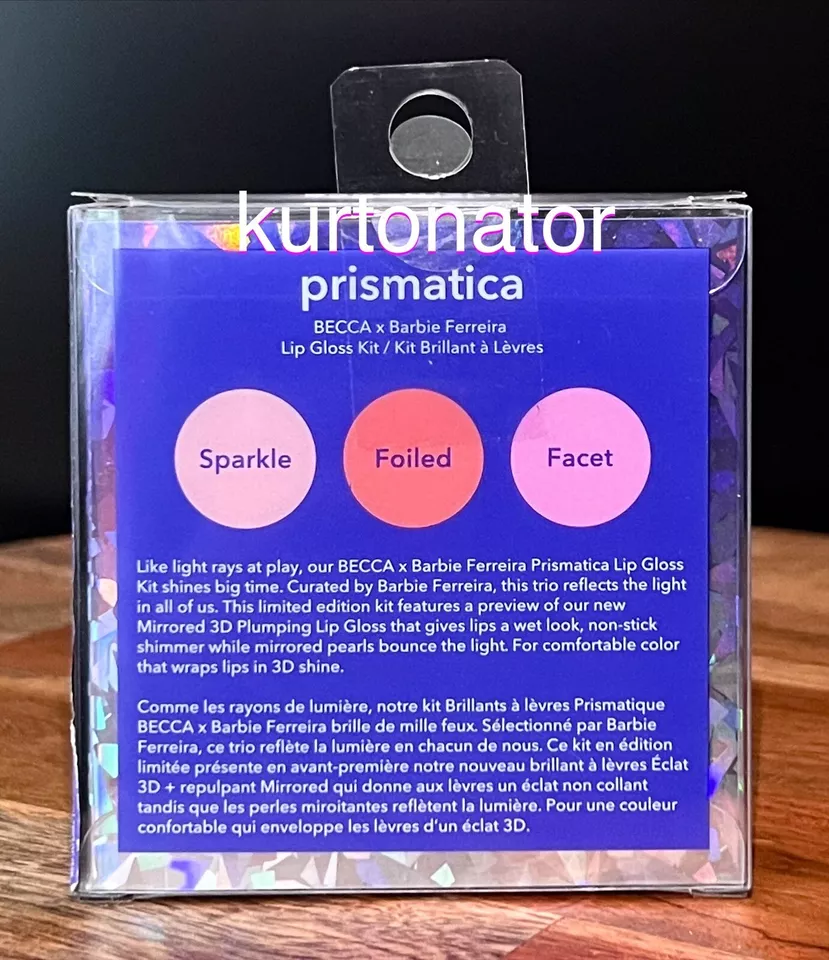 kurtonator
prismatica
BECCA x Barbie Ferreira
Lip Gloss Kit / Kit Brillant à Lèvres
Sparkle
Foiled
Facet
Like light rays at play, our BECCA x Barbie Ferreira Prismatica Lip Gloss
Kit shines big time. Curated by Barbie Ferreira, this trio reflects the light
in all of us. This limited edition kit features a preview of our new
Mirrored 3D Plumping Lip Gloss that gives lips a wet look, non-stick
shimmer while mirrored pearls bounce the light. For comfortable color
that wraps lips in 3D shine.
Comme les rayons de lumière, notre kit Brillants à lèvres Prismatique
BECCA x Barbie Ferreira brille de mille feux. Sélectionné par Barbie
Ferreira, ce trio reflète la lumière en chacun de nous. Ce kit en édition
limitée présente en avant-première notre nouveau brillant à lèvres Éclat
3D + repulpant Mirrored qui donne aux lèvres un éclat non collant
tandis que les perles miroitantes reflètent la lumière. Pour une couleur
confortable qui enveloppe les lèvres d'un éclat 3D.